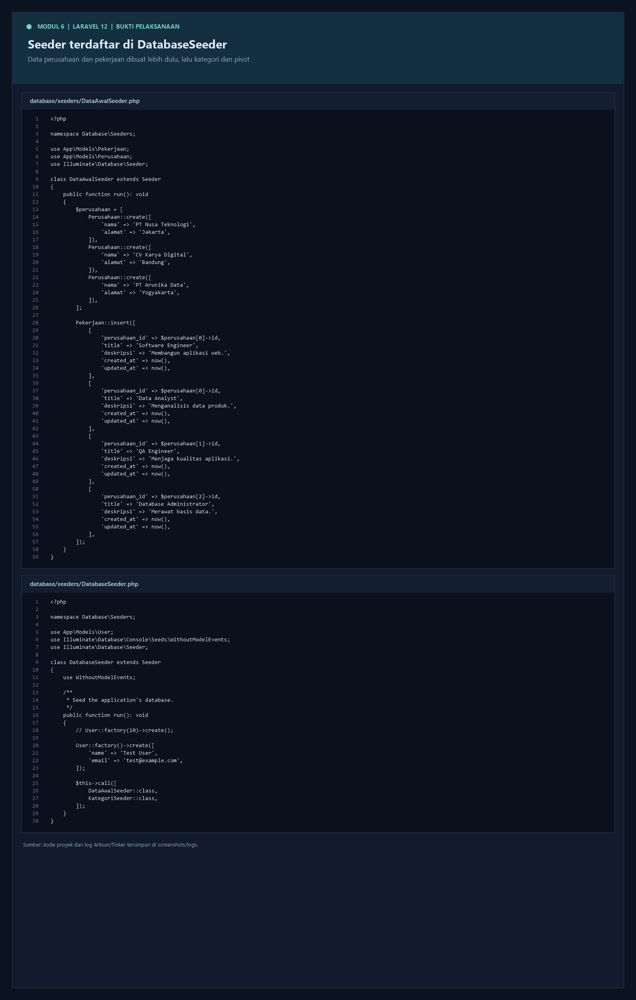 MODUL 6 | LARAVEL 12 | BUKTI PELAKSANAAN
Seeder terdaftar di DatabaseSeeder
Data perusahaan dan pekerjaan dibuat lebih dulu, lalu kategori dan pivot
database/seeders/DataAwalSeeder.php
1 <?php
2
3 namespace Database\Seeders;
4
5 use App\Models\Pekerjaan;
6 use App\Models\Perusahaan;
7 use Illuminate\Database\Seeder;
8
9 class DataAwalSeeder extends Seeder
10 {
11     public function run(): void
12     {
13         $perusahaan = [
14             Perusahaan::create([
15                 'nama' => 'PT Nusa Teknologi',
16                 'alamat' => 'Jakarta',
17             ]),
18             Perusahaan::create([
19                 'nama' => 'CV Karya Digital',
20                 'alamat' => 'Bandung',
21             ]),
22             Perusahaan::create([
23                 'nama' => 'PT Arunika Data',
24                 'alamat' => 'Yogyakarta',
25             ]),
26         ];
27
28         Pekerjaan::insert([
29             [
30                 'perusahaan_id' => $perusahaan[0]->id,
31                 'title' => 'Software Engineer',
32                 'deskripsi' => 'Membangun aplikasi web.',
33                 'created_at' => now(),
34                 'updated_at' => now(),
35             ],
36             [
37                 'perusahaan_id' => $perusahaan[0]->id,
38                 'title' => 'Data Analyst',
39                 'deskripsi' => 'Menganalisis data produk.',
40                 'created_at' => now(),
41                 'updated_at' => now(),
42             ],
43             [
44                 'perusahaan_id' => $perusahaan[1]->id,
45                 'title' => 'QA Engineer',
46                 'deskripsi' => 'Menjaga kualitas aplikasi.',
47                 'created_at' => now(),
48                 'updated_at' => now(),
49             ],
50             [
51                 'perusahaan_id' => $perusahaan[2]->id,
52                 'title' => 'Database Administrator',
53                 'deskripsi' => 'Merawat basis data.',
54                 'created_at' => now(),
55                 'updated_at' => now(),
56             ],
57         ]);
58     }
59 }
database/seeders/DatabaseSeeder.php
1 <?php
2
3 namespace Database\Seeders;
4
5 use App\Models\User;
6 use Illuminate\Database\Console\Seeds\WithoutModelEvents;
7 use Illuminate\Database\Seeder;
8
9 class DatabaseSeeder extends Seeder
10 {
11     use WithoutModelEvents;
12
13     /**
14      * Seed the application's database.
15      */
16     public function run(): void
17     {
18         // User::factory(10)->create();
19
20         User::factory()->create([
21             'name' => 'Test User',
22             'email' => 'test@example.com',
23         ]);
24
25         $this->call([
26             DataAwalSeeder::class,
27             KategoriSeeder::class,
28         ]);
29     }
30 }
Sumber: kode proyek dan log Artisan/Tinker tersimpan di screenshots/logs.